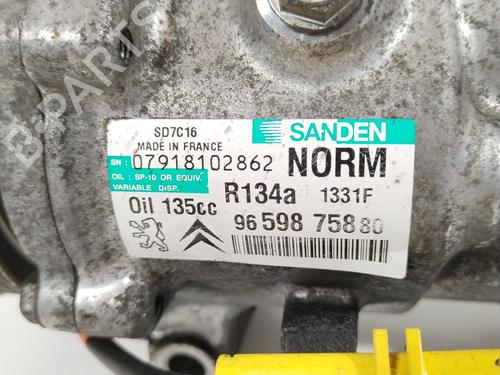 SD7C16
MADE IN FRANCE
SANDEN
SN: 07918102862
NORM
OIL : SP-10 OR EQUIV.
VARIABLE DISP.
R134a 1331F
Oil 135cc
96 598 758 80